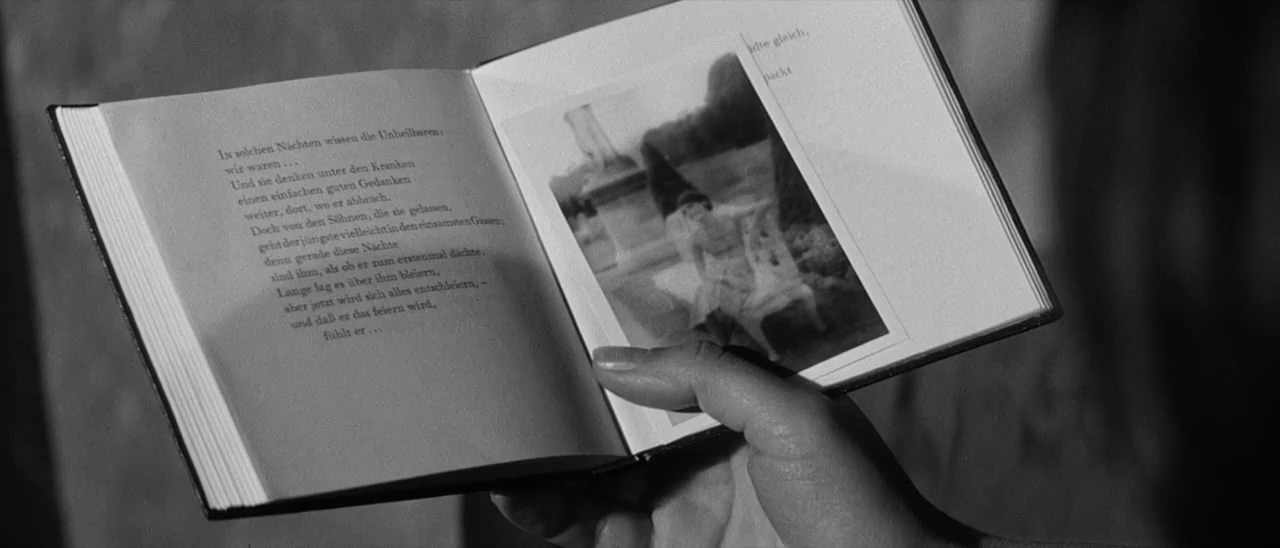 In solchen Nächten wissen die Unheilbaren:
wir waren ...
Und sie denken unter den Kranken
einen einfachen guten Gedanken
weiter, dort, wo er abbrach.
Doch von den Söhnen, die sie gelassen,
geht der jüngste vielleicht in den einsamsten Gassen;
denn gerade diese Nächte
sind ihm, als ob er zum erstenmal dächte:
Lange lag es über ihm bleiern,
aber jetzt wird sich alles entschleiern, –
und daß er das feiern wird,
fühlt er ...
gleich,